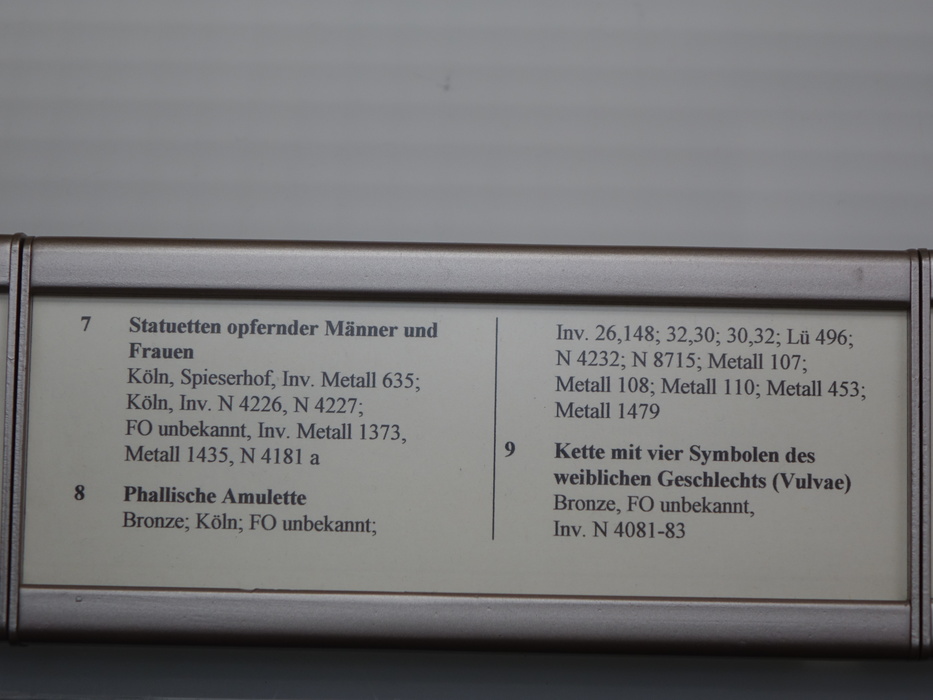 7 Statuetten opfernder Männer und
Frauen
Köln, Spieserhof, Inv. Metall 635;
Köln, Inv. N 4226, N 4227;
FO unbekannt, Inv. Metall 1373,
Metall 1435, N 4181 a
8 Phallische Amulette
Bronze; Köln; FO unbekannt;
Inv. 26,148; 32,30; 30,32; Lü 496;
N 4232; N 8715; Metall 107;
Metall 108; Metall 110; Metall 453;
Metall 1479
9 Kette mit vier Symbolen des
weiblichen Geschlechts (Vulvae)
Bronze, FO unbekannt,
Inv. N 4081-83